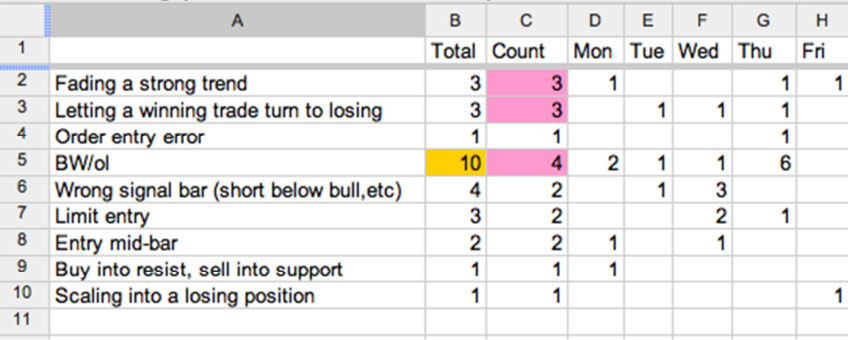 A B C D E F G H
1 Total Count Mon Tue Wed Thu Fri
2 Fading a strong trend 3 3 1 1 1
3 Letting a winning trade turn to losing 3 3 1 1 1
4 Order entry error 1 1 1
5 BW/ol 10 4 2 1 1 6
6 Wrong signal bar (short below bull,etc) 4 2 1 3
7 Limit entry 3 2 2 1
8 Entry mid-bar 2 2 1 1
9 Buy into resist, sell into support 1 1 1
10 Scaling into a losing position 1 1 1
11